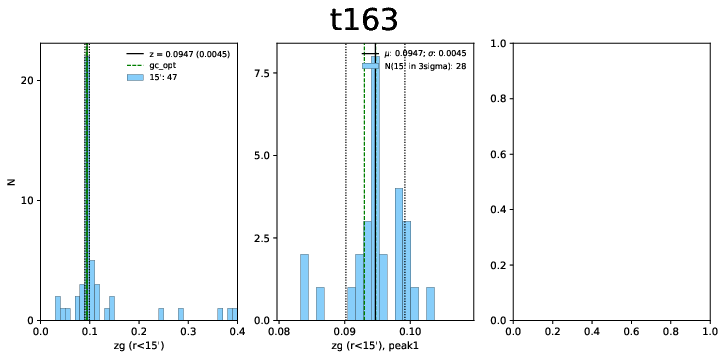 t163
z = 0.0947 (0.0045)
gc_opt
15': 47
N
20
10
0
0.0 0.1 0.2 0.3 0.4
zg (r<15')
μ: 0.0947; σ: 0.0045
N(15' in 3sigma): 28
7.5
5.0
2.5
0.0
0.08 0.09 0.10
zg (r<15'), peak1
1.0
0.8
0.6
0.4
0.2
0.0
0.0 0.2 0.4 0.6 0.8 1.0